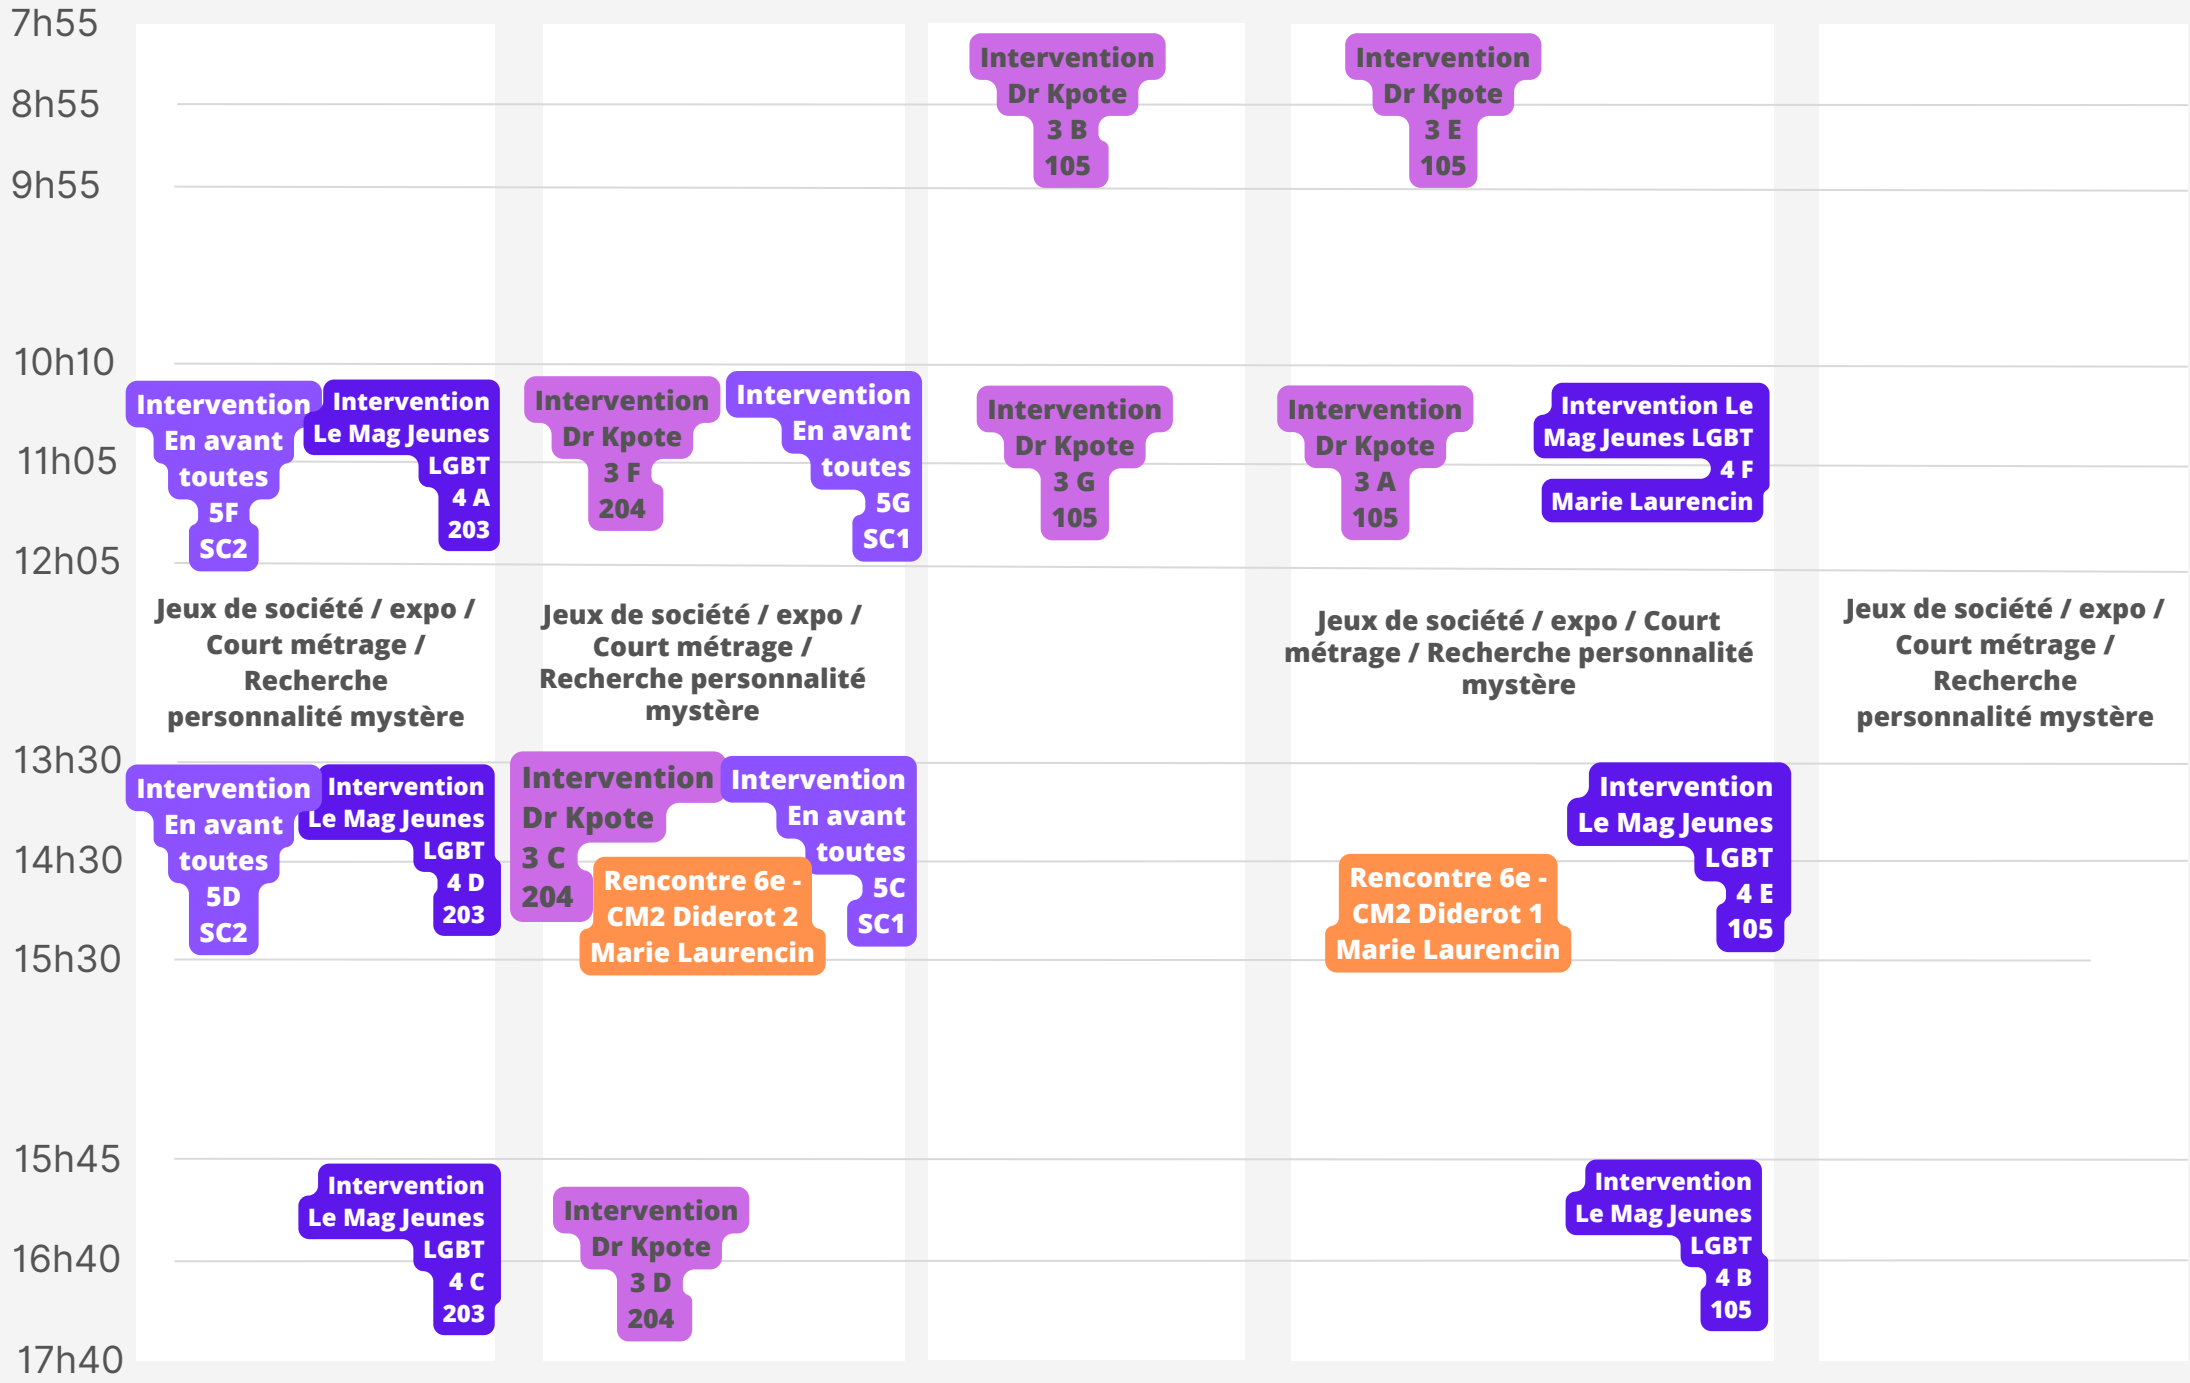 7h55
8h55
9h55
10h10
11h05
12h05
13h30
14h30
15h30
15h45
16h40
17h40
Intervention
En avant
toutes
5F
SC2
Intervention
Le Mag Jeunes
LGBT
4 A
203
Jeux de société / expo /
Court métrage /
Recherche
personnalité mystère
Intervention
En avant
toutes
5D
SC2
Intervention
Le Mag Jeunes
LGBT
4 D
203
Intervention
Le Mag Jeunes
LGBT
4 C
203
Intervention
Dr Kpote
3 F
204
Intervention
En avant
toutes
5G
SC1
Jeux de société / expo /
Court métrage /
Recherche personnalité
mystère
Intervention
Dr Kpote
3 C
204
Intervention
En avant
toutes
5C
SC1
Rencontre 6e -
CM2 Diderot 2
Marie Laurencin
Intervention
Dr Kpote
3 D
204
Intervention
Dr Kpote
3 B
105
Intervention
Dr Kpote
3 G
105
Intervention
Dr Kpote
3 E
105
Intervention
Dr Kpote
3 A
105
Intervention Le
Mag Jeunes LGBT
4 F
Marie Laurencin
Jeux de société / expo / Court
métrage / Recherche personnalité
mystère
Rencontre 6e -
CM2 Diderot 1
Marie Laurencin
Intervention
Le Mag Jeunes
LGBT
4 E
105
Intervention
Le Mag Jeunes
LGBT
4 B
105
Jeux de société / expo /
Court métrage /
Recherche
personnalité mystère